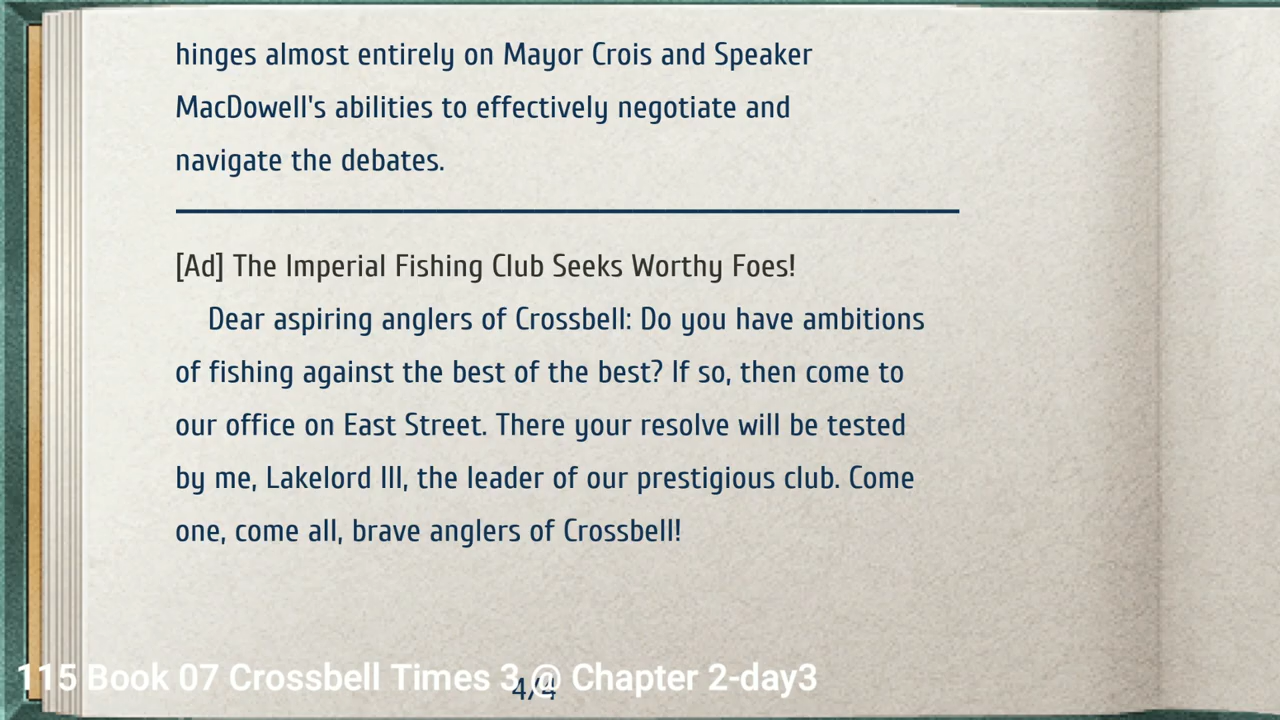 hinges almost entirely on Mayor Crois and Speaker
MacDowell's abilities to effectively negotiate and
navigate the debates.
[Ad] The Imperial Fishing Club Seeks Worthy Foes!
Dear aspiring anglers of Crossbell: Do you have ambitions
of fishing against the best of the best? If so, then come to
our office on East Street. There your resolve will be tested
by me, Lakelord III, the leader of our prestigious club. Come
one, come all, brave anglers of Crossbell!
115 Book 07 Crossbell Times 3 @ Chapter 2-day3
4/4